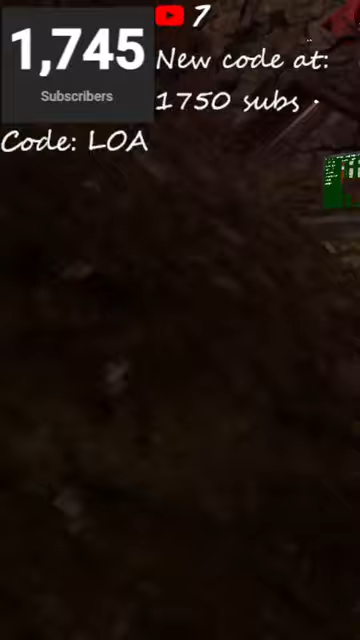 1,745
Subscribers
7
New code at:
1750 subs
Code: LOA